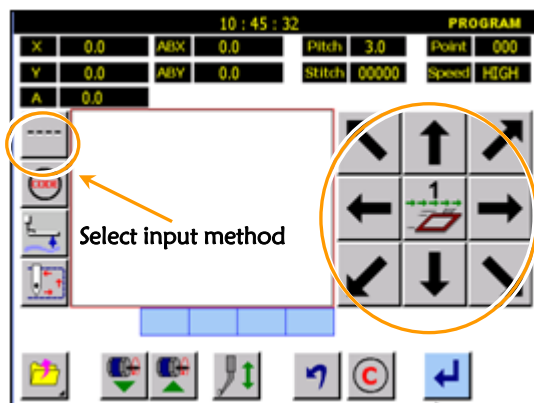 10 : 45 : 32 PROGRAM
X 0.0 ABX 0.0 Pitch 3.0 Point 000
Y 0.0 ABY 0.0 Stitch 00000 Speed HIGH
A 0.0
CODE
1
Select input method
C